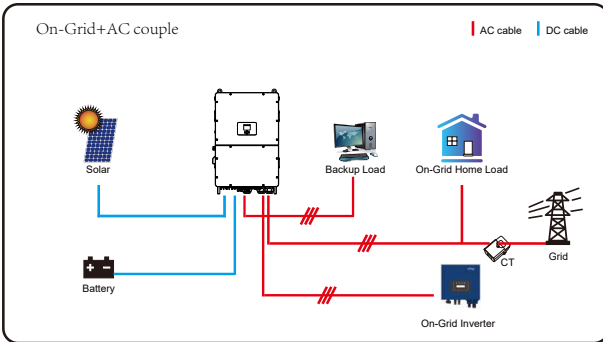 On-Grid+AC couple
AC cable
DC cable
Solar
Backup Load
On-Grid Home Load
CT
Grid
Battery
On-Grid Inverter